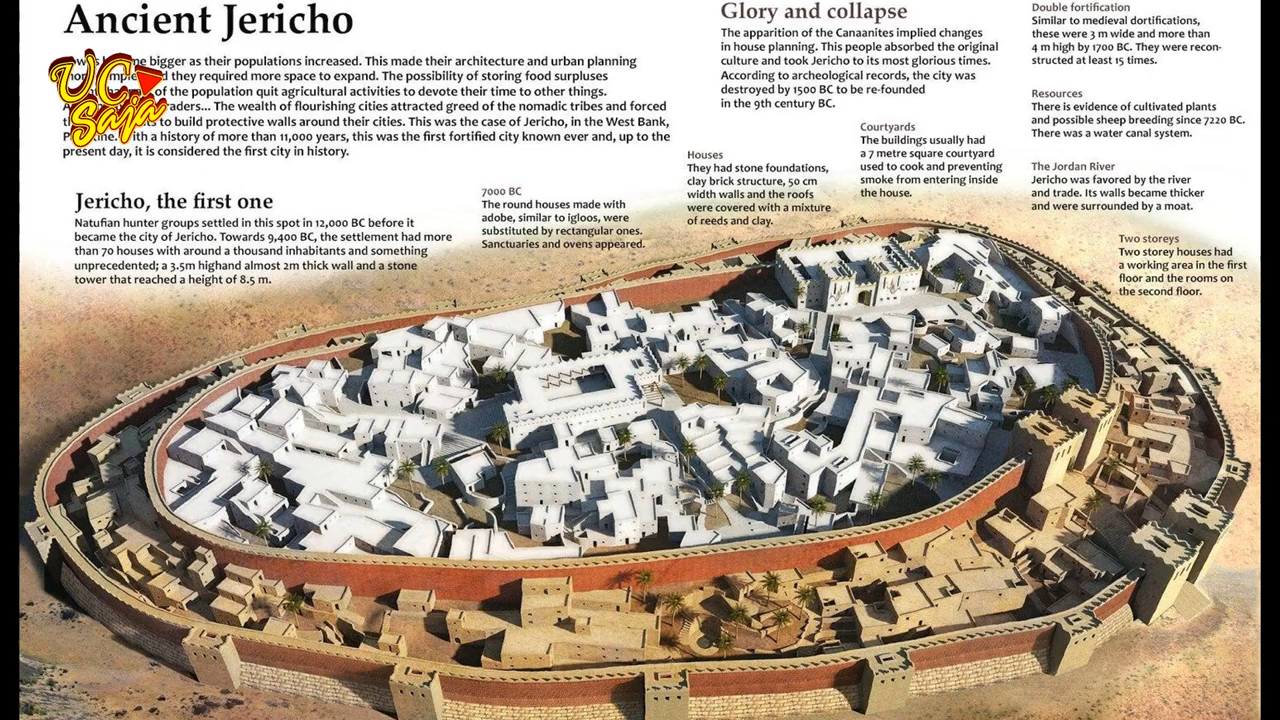 Ancient Jericho
bigger as their populations increased. This made their architecture and urban planning
they required more space to expand. The possibility of storing food surpluses
of the population quit agricultural activities to devote their time to other things.
raders... The wealth of flourishing cities attracted greed of the nomadic tribes and forced
to build protective walls around their cities. This was the case of Jericho, in the West Bank,
ith a history of more than 11,000 years, this was the first fortified city known ever and, up to the
present day, it is considered the first city in history.
UC
Saja
Jericho, the first one
Natufian hunter groups settled in this spot in 12,000 BC before it
became the city of Jericho. Towards 9,400 BC, the settlement had more
than 70 houses with around a thousand inhabitants and something
unprecedented; a 3.5m highand almost 2m thick wall and a stone
tower that reached a height of 8.5 m.
7000 BC
The round houses made with
adobe, similar to igloos, were
substituted by rectangular ones.
Sanctuaries and ovens appeared.
Glory and collapse
The apparition of the Canaanites implied changes
in house planning. This people absorbed the original
culture and took Jericho to its most glorious times.
According to archeological records, the city was
destroyed by 1500 BC to be re-founded
in the 9th century BC.
Houses
They had stone foundations,
clay brick structure, 50 cm
width walls and the roofs
were covered with a mixture
of reeds and clay.
Courtyards
The buildings usually had
a 7 metre square courtyard
used to cook and preventing
smoke from entering inside
the house.
Double fortification
Similar to medieval dortifications,
these were 3 m wide and more than
4 m high by 1700 BC. They were recon-
structed at least 15 times.
Resources
There is evidence of cultivated plants
and possible sheep breeding since 7220 BC.
There was a water canal system.
The Jordan River
Jericho was favored by the river
and trade. Its walls became thicker
and were surrounded by a moat.
Two storeys
Two storey houses had
a working area in the first
floor and the rooms on
the second floor.